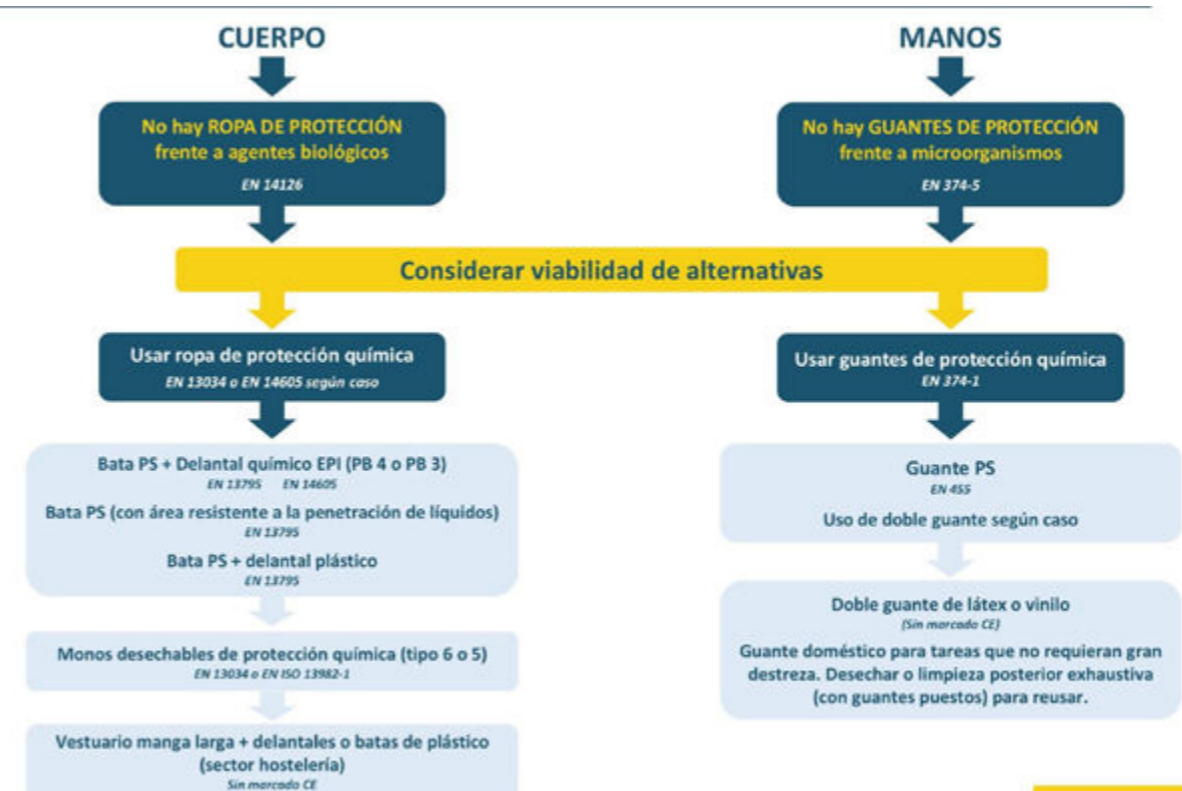 CUERPO
No hay ROPA DE PROTECCIÓN
frente a agentes biológicos
EN 14126
MANOS
No hay GUANTES DE PROTECCIÓN
frente a microorganismos
EN 374-5
Considerar viabilidad de alternativas
Usar ropa de protección química
EN 13034 o EN 14605 según caso
Bata PS + Delantal químico EPI (PB 4 o PB 3)
EN 13795 EN 14605
Bata PS (con área resistente a la penetración de líquidos)
EN 13795
Bata PS + delantal plástico
EN 13795
Monos desechables de protección química (tipo 6 o 5)
EN 13034 o EN ISO 13982-1
Vestuario manga larga + delantales o batas de plástico
(sector hostelería)
Sin marcado CE
Usar guantes de protección química
EN 374-1
Guante PS
EN 455
Uso de doble guante según caso
Doble guante de látex o vinilo
(Sin marcado CE)
Guante doméstico para tareas que no requieran gran
destreza. Desechar o limpieza posterior exhaustiva
(con guantes puestos) para reusar.